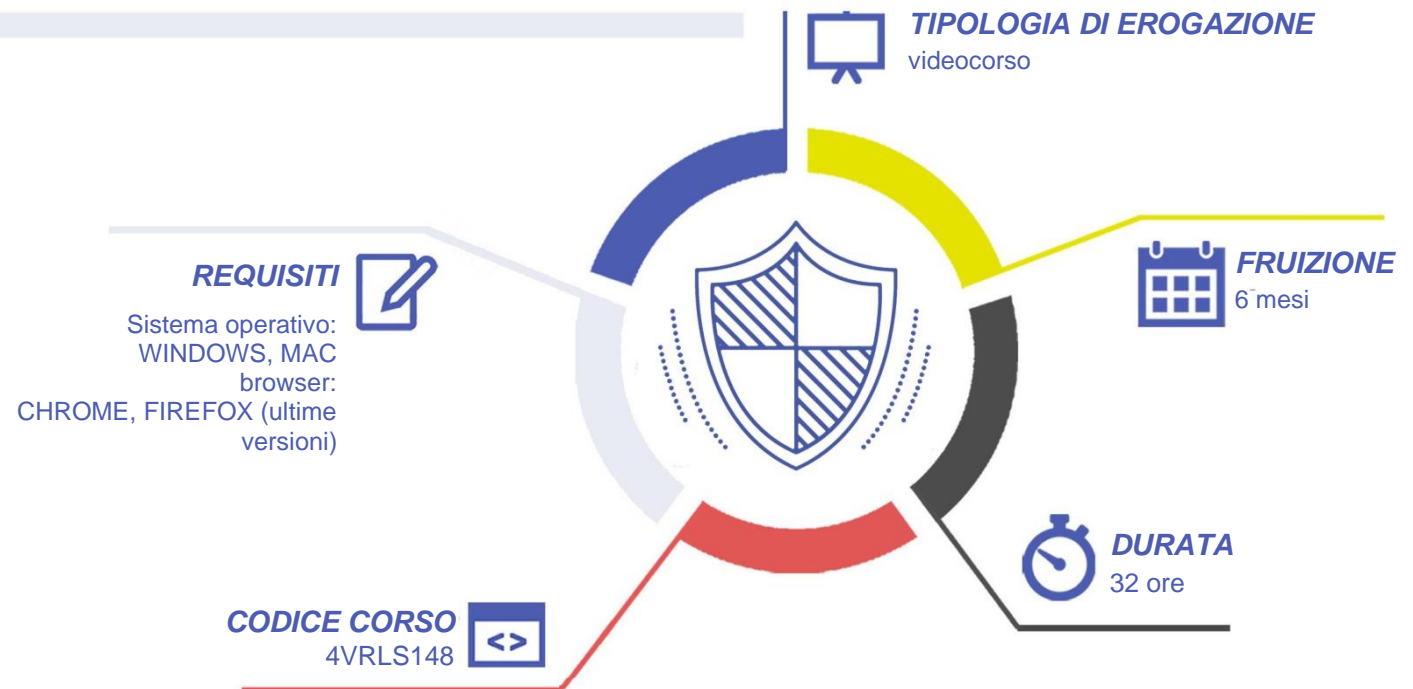 TIPOLOGIA DI EROGAZIONE
videocorso
REQUISITI
Sistema operativo:
WINDOWS, MAC
browser:
CHROME, FIREFOX (ultime
versioni)
FRUIZIONE
6 mesi
DURATA
32 ore
CODICE CORSO
4VRLS148
<>